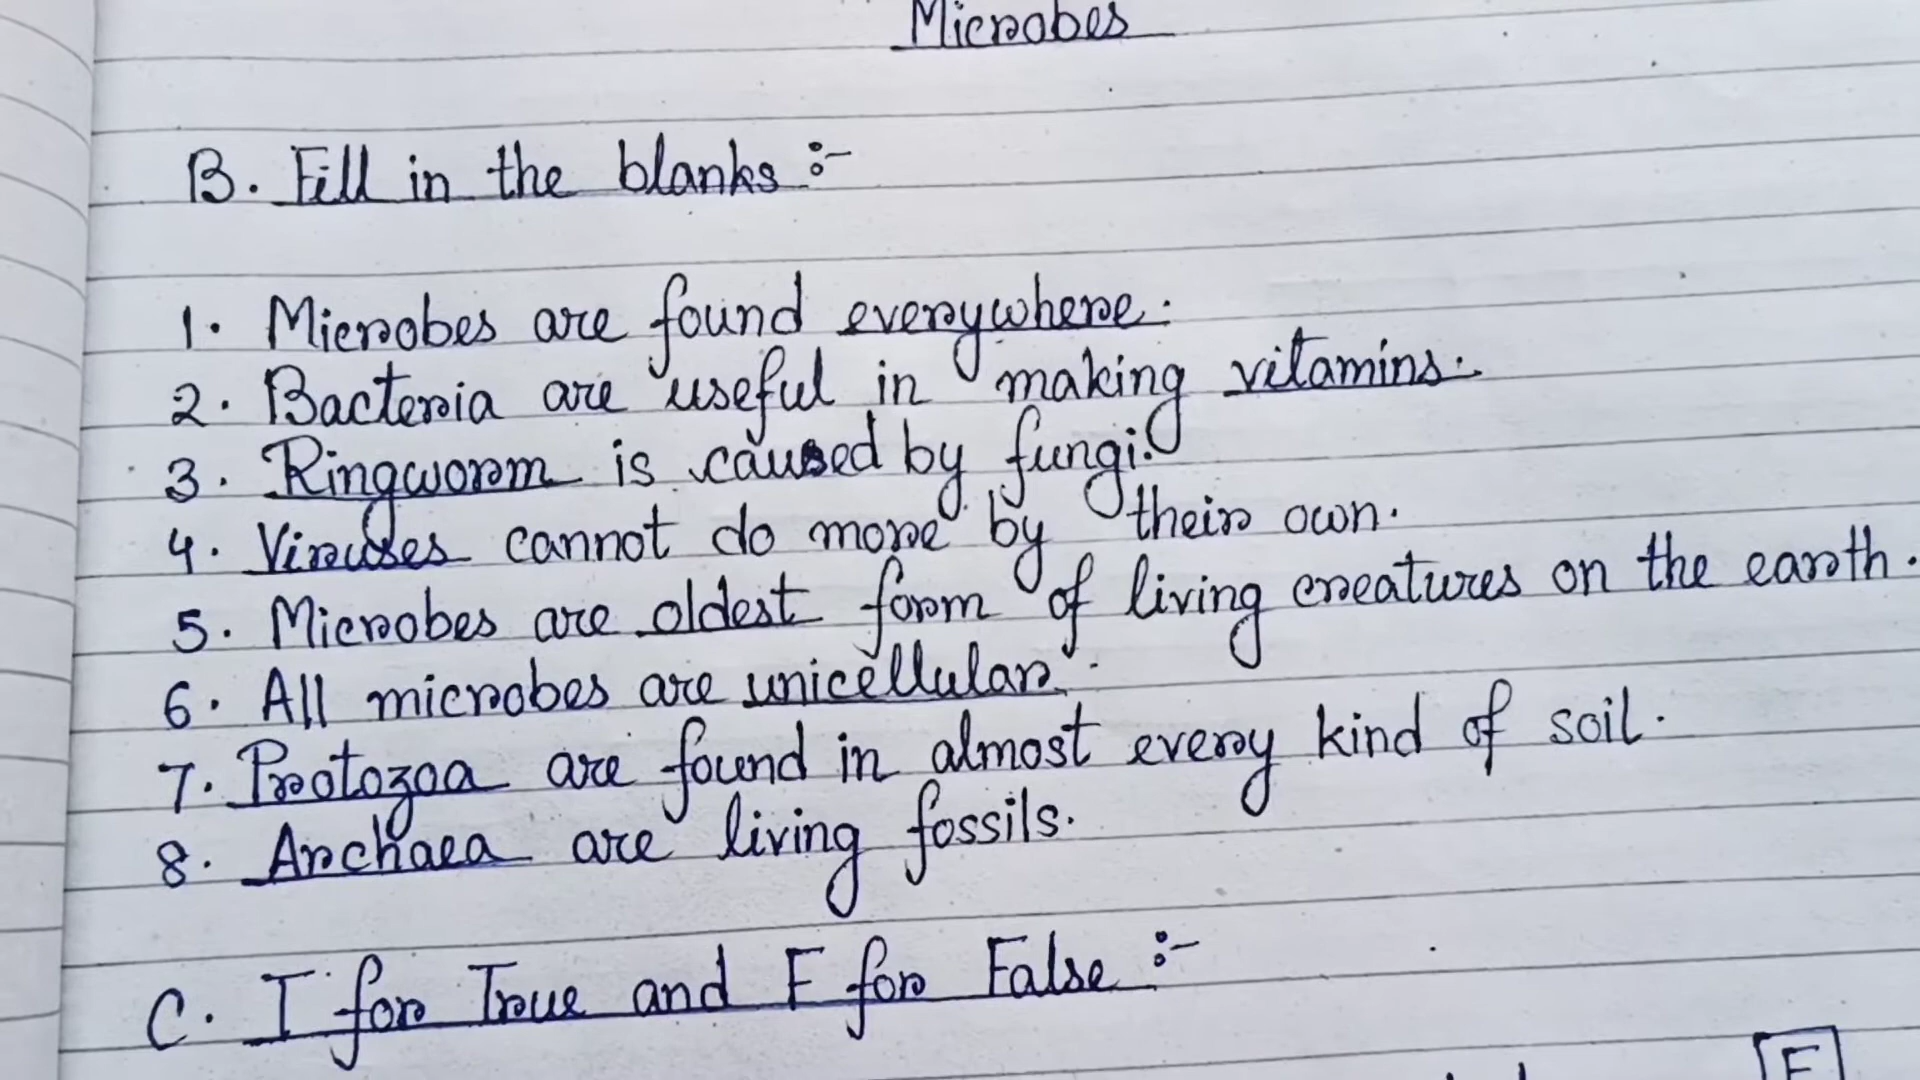 Microbes
B. Fill in the blanks :-
1. Microbes are found everywhere.
2. Bacteria are useful in making vitamins.
3. Ringworm is caused by fungi.
4. Viruses cannot do more by their own.
5. Microbes are oldest form of living creatures on the earth.
6. All microbes are unicellular.
7. Protozoa are found in almost every kind of soil.
8. Archaea are living fossils.
C. T for True and F for False :-
F